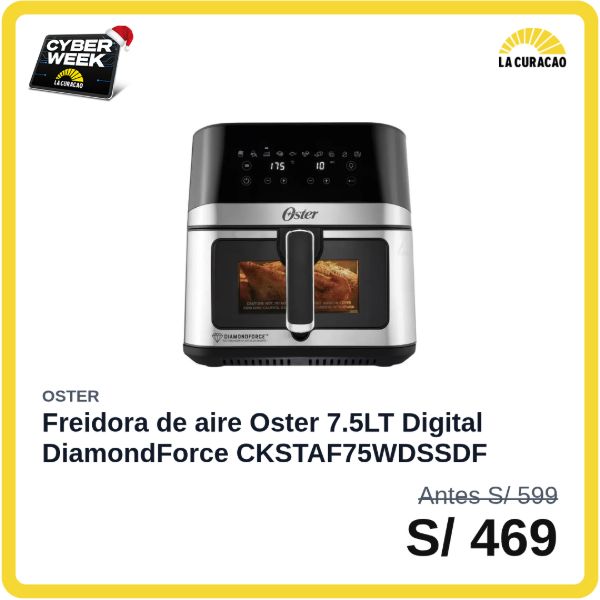 CYBER
WEEK
LA CURACAO
LA CURACAO
175
10
Oster
DIAMONDFORCE™
OSTER
Freidora de aire Oster 7.5LT Digital
DiamondForce CKSTAF75WDSSDF
Antes S/ 599
S/ 469